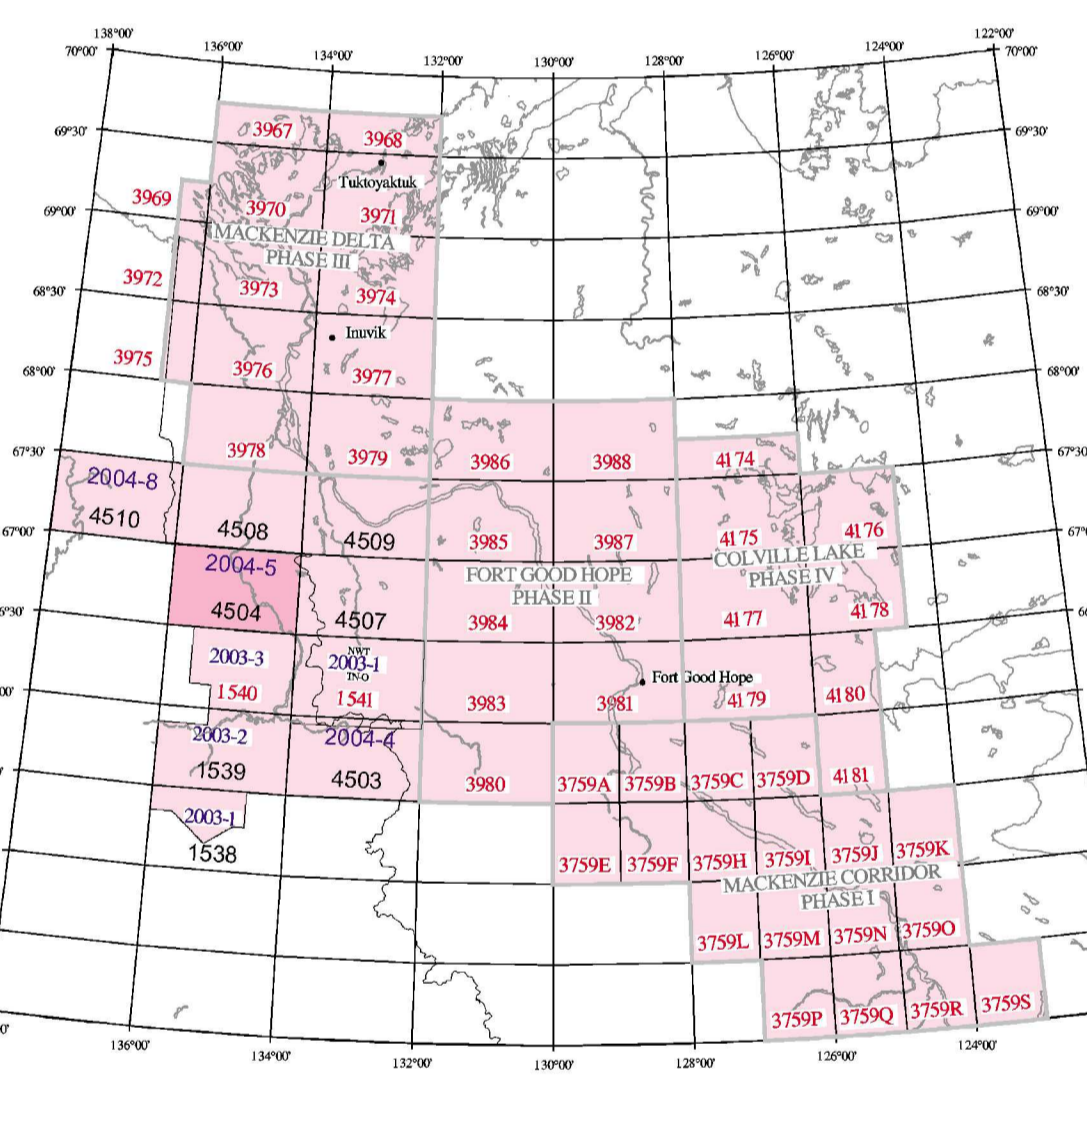 138°00' 122°00'
136°00' 134°00' 132°00' 130°00' 128°00' 126°00' 124°00'
70°00' 70°00'
3967 3968
69°30' 69°30'
Tuktoyaktuk
3969 3970 3971
69°00' 69°00'
MACKENZIE DELTA
PHASE III
3972 3973 3974
68°30' 68°30'
Inuvik
3975 3976 3977
68°00' 68°00'
3978 3979 3986 3988 4174
67°30' 67°30'
2004-8
4510 4508 4509 3985 3987 4175 4176
67°00' 67°0
2004-5 FORT GOOD HOPE COLVILLE LAKE
PHASE II PHASE IV
4504 4507 3984 3982 4177 4178
6°30' 66
2003-3 NWT
2003-1
TN-O
Fort Good Hope
1540 1541 3983 3981 4179 4180
00'
2003-2 2004-4
1539 4503 3980 3759A 3759B 3759C 3759D 4181
2003-1
1538 3759E 3759F 3759H 3759I 3759J 3759K
MACKENZIE CORRIDOR
PHASE I
3759L 3759M 3759N 3759O
3759P 3759Q 3759R 3759S
0'
136°00' 134°00' 132°00' 130°00' 128°00' 126°00' 124°00'